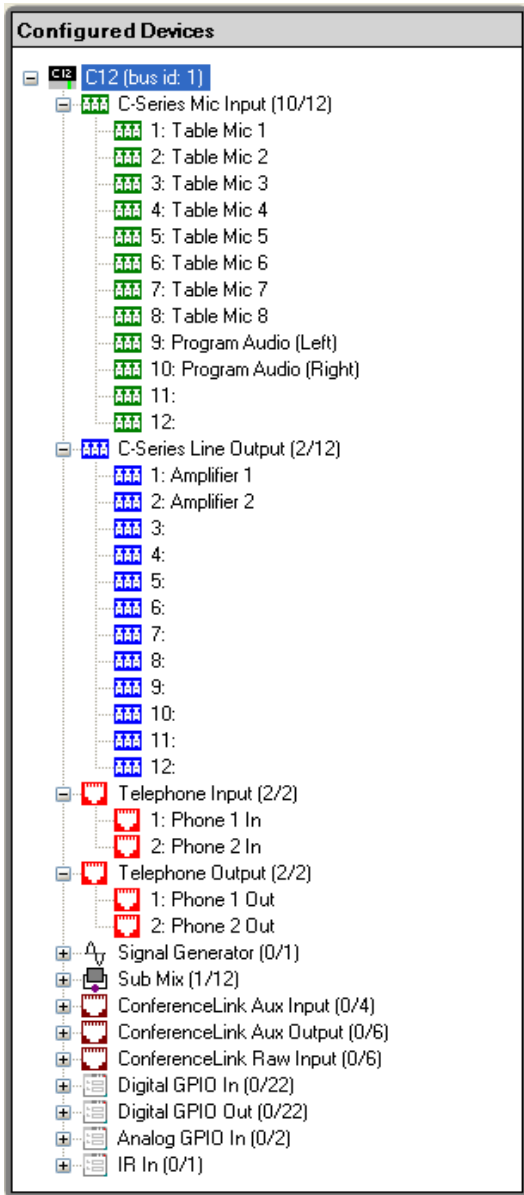 Configured Devices
C12 C12 (bus id: 1)
C-Series Mic Input (10/12)
1: Table Mic 1
2: Table Mic 2
3: Table Mic 3
4: Table Mic 4
5: Table Mic 5
6: Table Mic 6
7: Table Mic 7
8: Table Mic 8
9: Program Audio (Left)
10: Program Audio (Right)
11:
12:
C-Series Line Output (2/12)
1: Amplifier 1
2: Amplifier 2
3:
4:
5:
6:
7:
8:
9:
10:
11:
12:
Telephone Input (2/2)
1: Phone 1 In
2: Phone 2 In
Telephone Output (2/2)
1: Phone 1 Out
2: Phone 2 Out
Signal Generator (0/1)
Sub Mix (1/12)
ConferenceLink Aux Input (0/4)
ConferenceLink Aux Output (0/6)
ConferenceLink Raw Input (0/6)
Digital GPIO In (0/22)
Digital GPIO Out (0/22)
Analog GPIO In (0/2)
IR In (0/1)